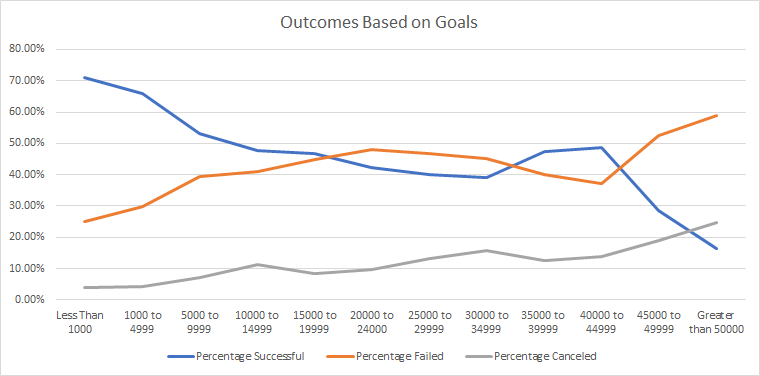 Outcomes Based on Goals
80.00%
70.00%
60.00%
50.00%
40.00%
30.00%
20.00%
10.00%
0.00%
Less Than
1000
1000 to
4999
5000 to
9999
10000 to
14999
15000 to
19999
20000 to
24000
25000 to
29999
30000 to
34999
35000 to
39999
40000 to
44999
45000 to
49999
Greater
than 50000
Percentage Successful
Percentage Failed
Percentage Canceled